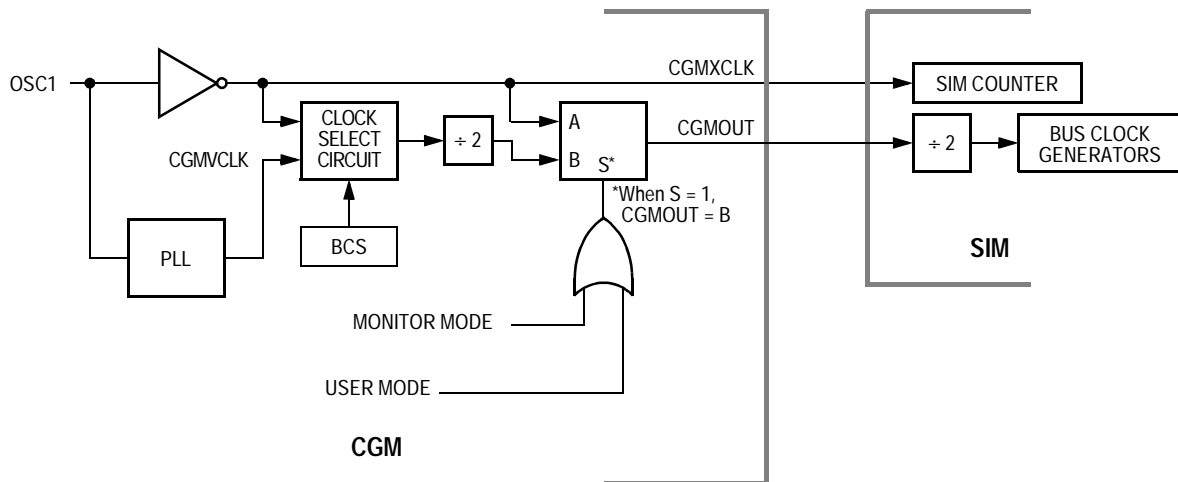 OSC1
CGMXCLK
SIM COUNTER
CLOCK
SELECT
CIRCUIT
÷ 2
A
B
S*
CGMOUT
÷ 2
BUS CLOCK
GENERATORS
CGMVCLK
*When S = 1,
CGMOUT = B
PLL
BCS
SIM
MONITOR MODE
USER MODE
CGM